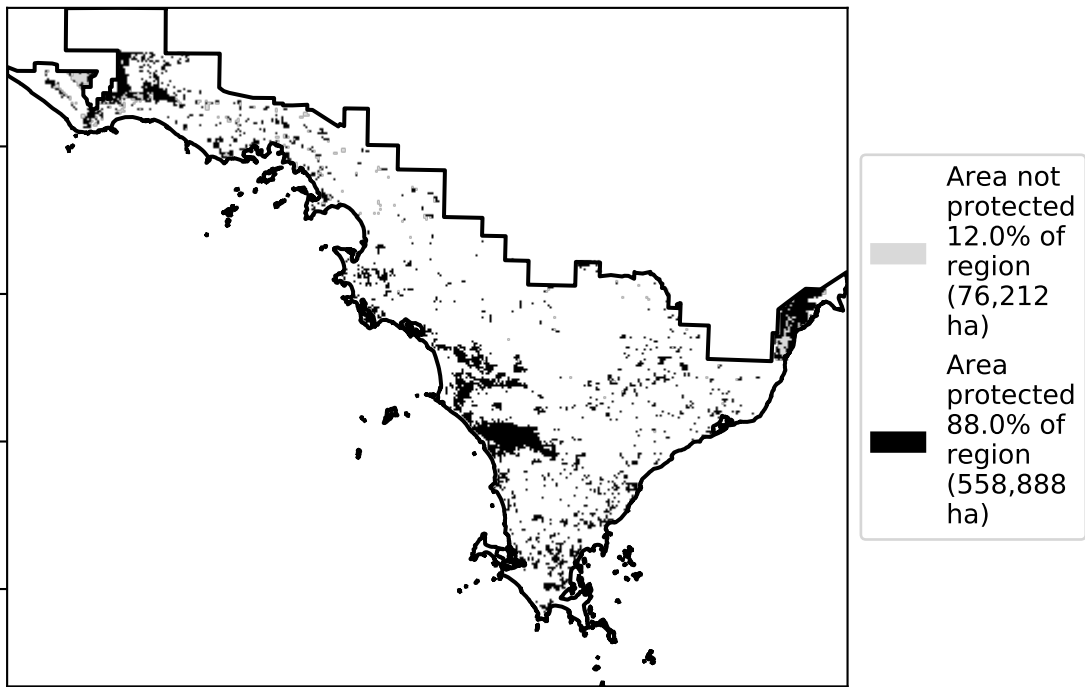 Area not
protected
12.0% of
region
(76,212
ha)
Area
protected
88.0% of
region
(558,888
ha)